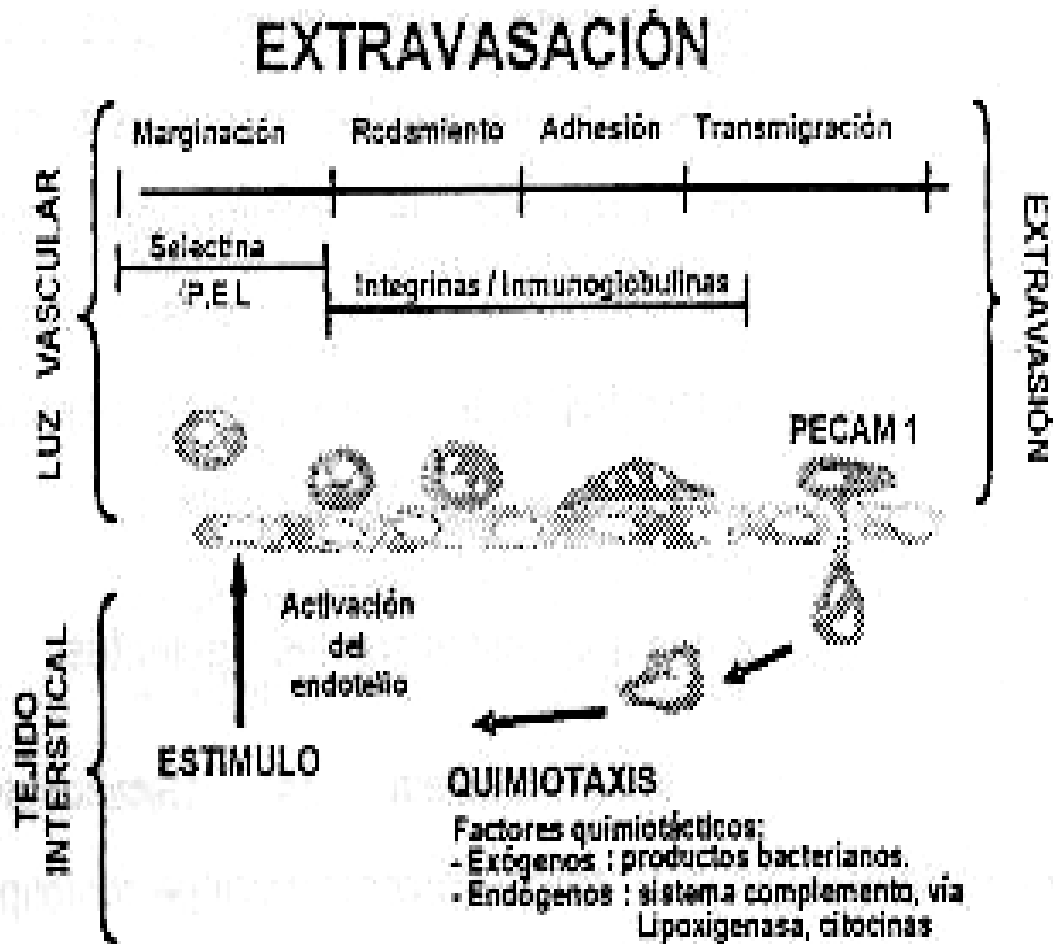 EXTRAVASACIÓN
Marginación Rodamiento Adhesión Transmigración
Selectina
(P,E,L
Integrinas / Inmunoglobulinas
LUZ VASCULAR
EXTRAVASIÓN
PECAM 1
Activación
del
endotelio
ESTIMULO
TEJIDO
INTERSTICAL
QUIMIOTAXIS
Factores quimiotácticos:
- Exógenos : productos bacterianos.
- Endógenos : sistema complemento, vía
Lipoxigenasa, citocinas